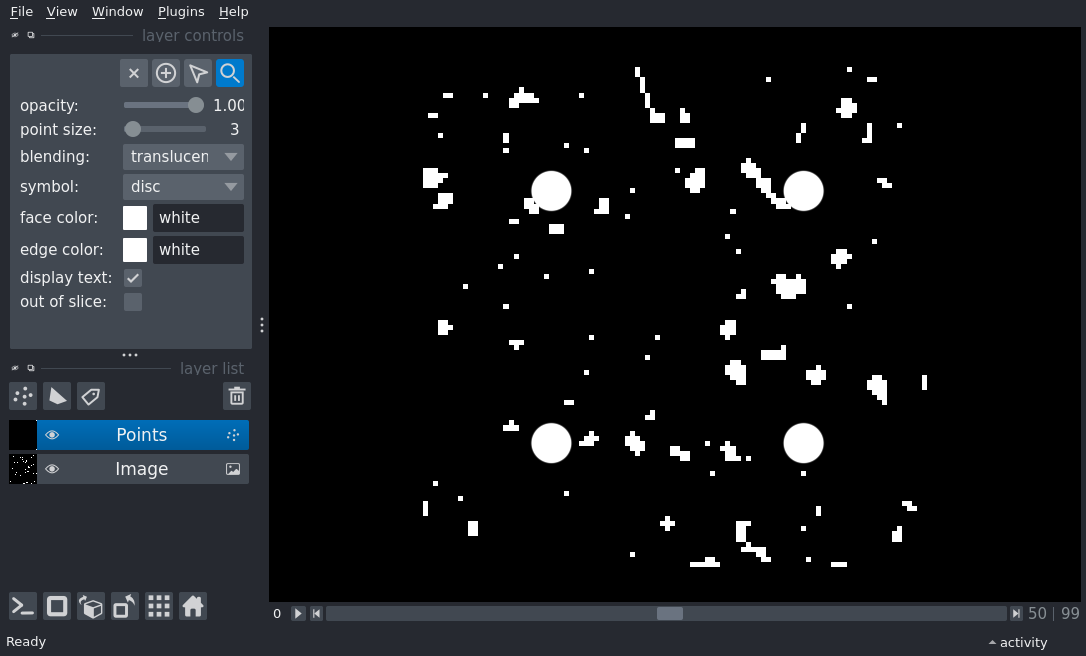 File View Window Plugins Help
layer controls
opacity: 1.00
point size: 3
blending: translucen
symbol: disc
face color: white
edge color: white
display text:
out of slice:
layer list
Points
Image
0 50 | 99
Ready activity